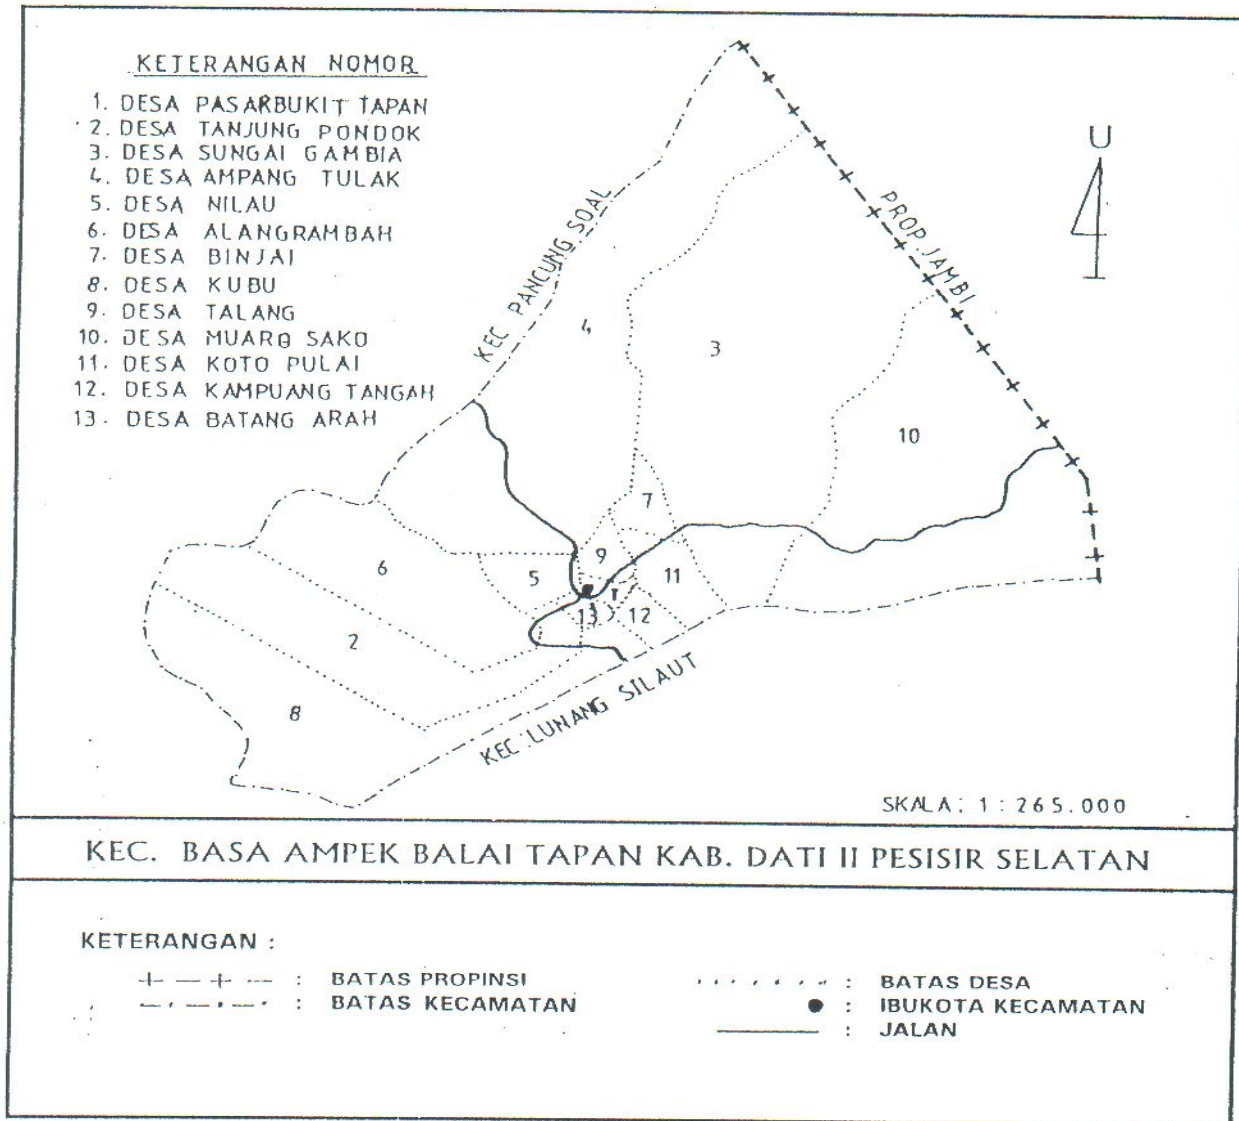 KETERANGAN NOMOR
1. DESA PASARBUKIT TAPAN
2. DESA TANJUNG PONDOK
3. DESA SUNGAI GAMBIA
4. DESA AMPANG TULAK
5. DESA NILAU
6. DESA ALANGRAMBAH
7. DESA BINJAI
8. DESA KUBU
9. DESA TALANG
10. DESA MUARO SAKO
11. DESA KOTO PULAI
12. DESA KAMPUANG TANGAH
13. DESA BATANG ARAH
U
KEC PANCUNG SOAL
PROP. JAMBI
4
3
10
7
9
6
5
11
1
13
12
2
8
KEC. LUNANG SILAUT
SKALA: 1 : 265.000
KEC. BASA AMPEK BALAI TAPAN KAB. DATI II PESISIR SELATAN
KETERANGAN :
: BATAS PROPINSI
: BATAS KECAMATAN
: BATAS DESA
: IBUKOTA KECAMATAN
: JALAN